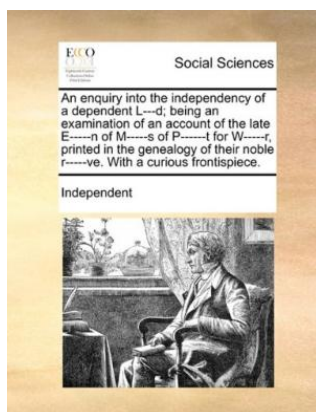 ECCO
Social Sciences
An enquiry into the independency of
a dependent L---d; being an
examination of an account of the late
E-----n of M-----s of P------t for W-----r,
printed in the genealogy of their noble
r-----ve. With a curious frontispiece.
Independent